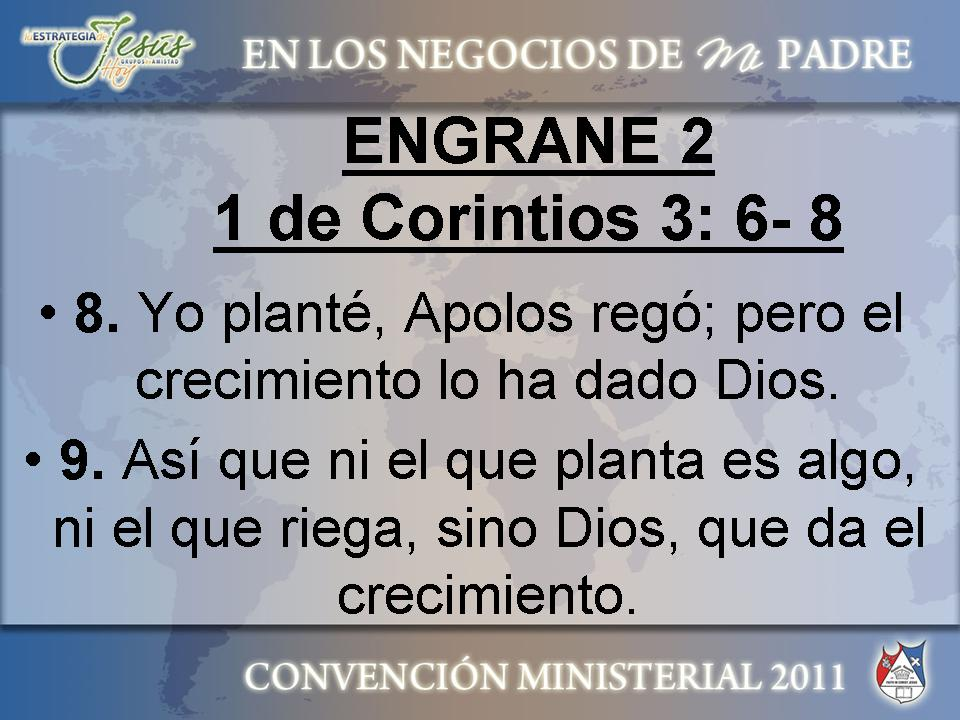 la ESTRATEGIA de
Jesús
GRUPOS de AMISTAD
Hoy
EN LOS NEGOCIOS DE Mi PADRE
ENGRANE 2
1 de Corintios 3: 6- 8
• 8. Yo planté, Apolos regó; pero el
crecimiento lo ha dado Dios.
• 9. Así que ni el que planta es algo,
ni el que riega, sino Dios, que da el
crecimiento.
CONVENCIÓN MINISTERIAL 2011